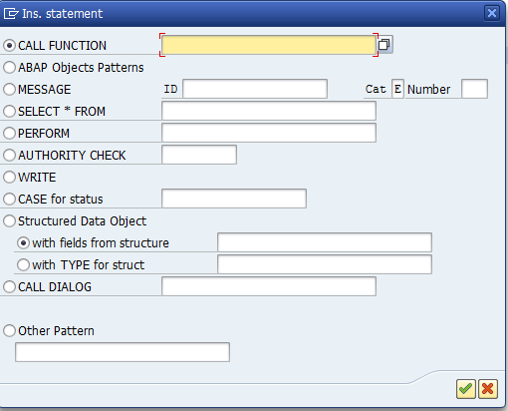 Ins. statement
CALL FUNCTION
ABAP Objects Patterns
MESSAGE ID Cat E Number
SELECT * FROM
PERFORM
AUTHORITY CHECK
WRITE
CASE for status
Structured Data Object
with fields from structure
with TYPE for struct
CALL DIALOG
Other Pattern